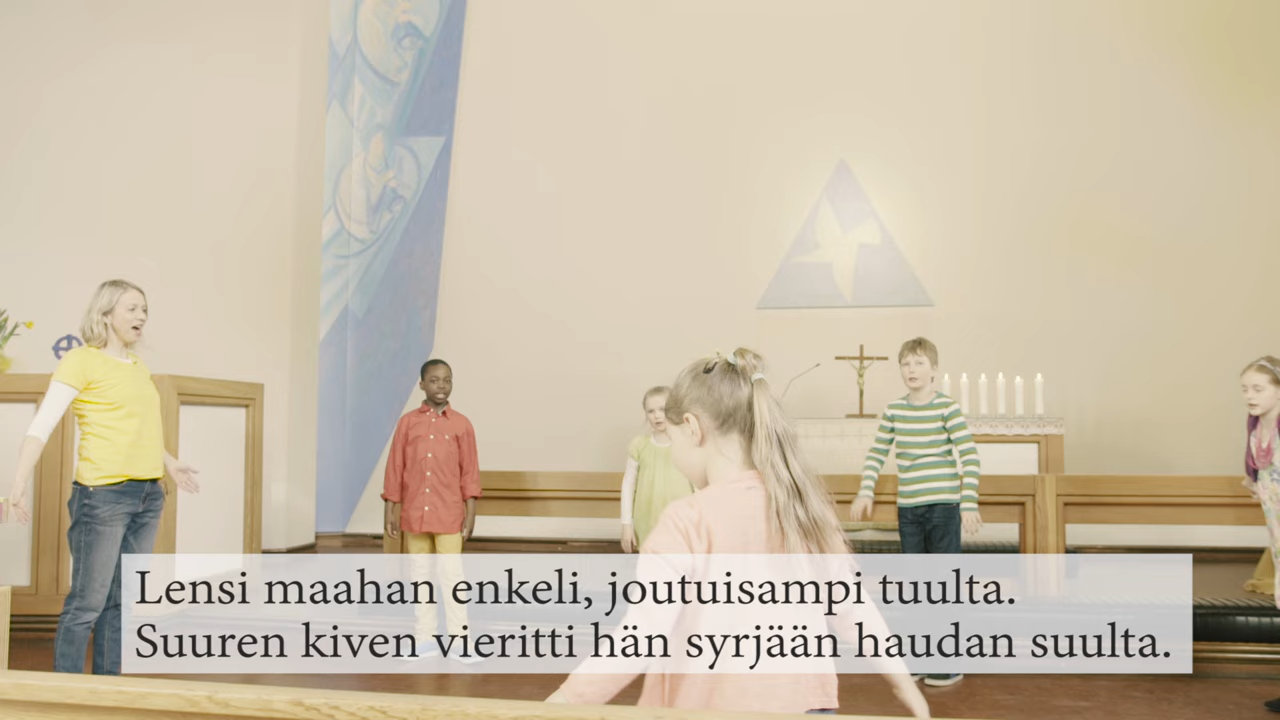 Lensi maahan enkeli, joutuisampi tuulta.
Suuren kiven vieritti hän syrjään haudan suulta.